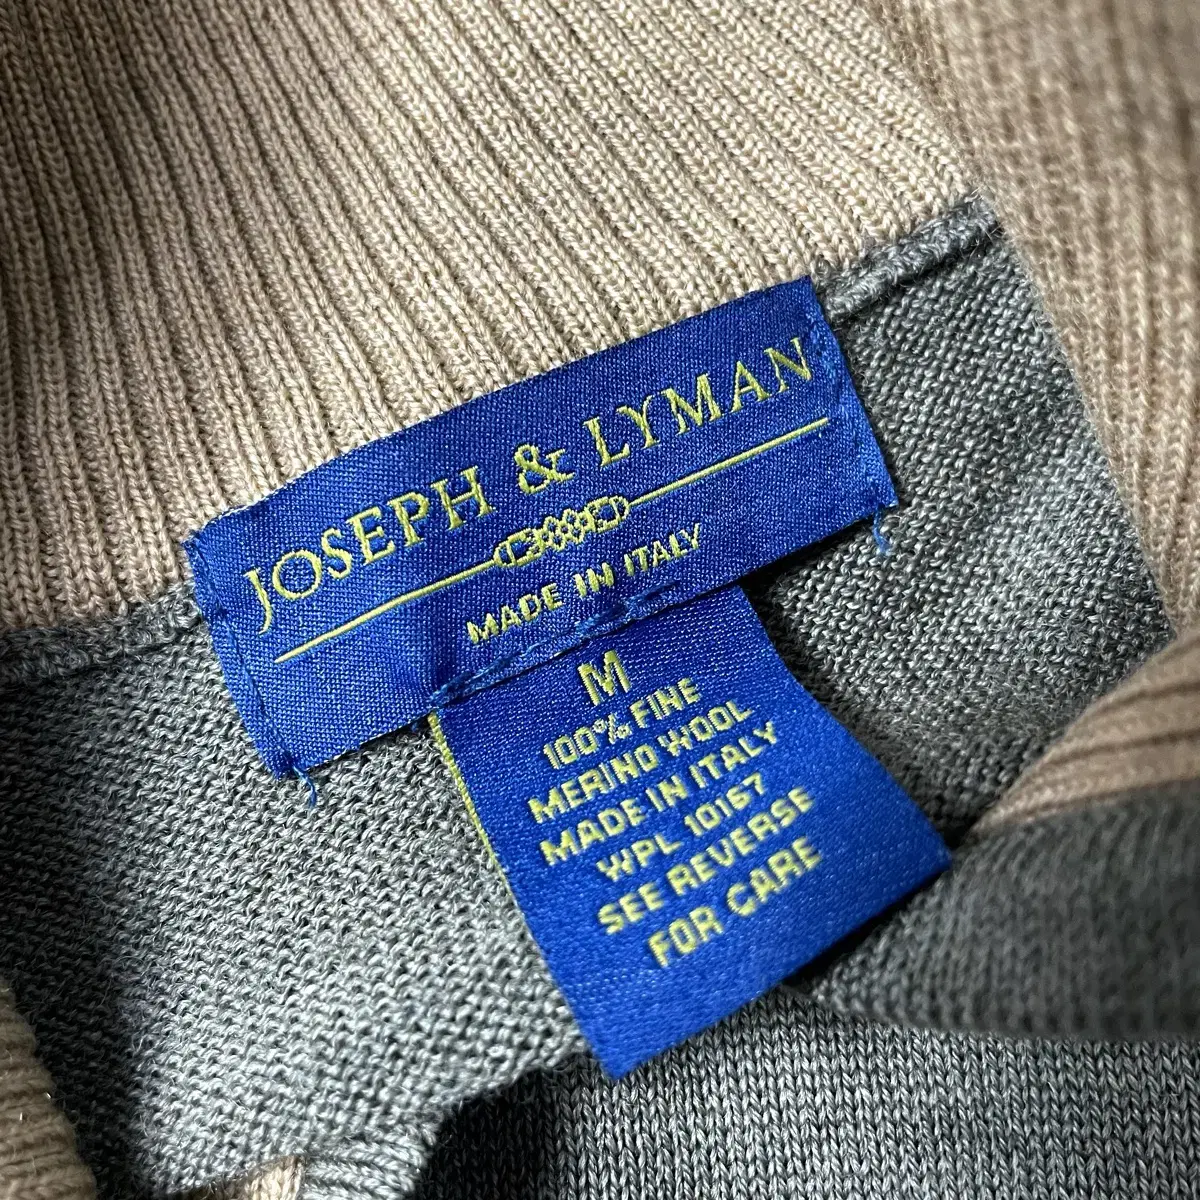 JOSEPH & LYMAN
MADE IN ITALY
M
100% FINE
MERINO WOOL
MADE IN ITALY
WPL 10167
SEE REVERSE
FOR CARE